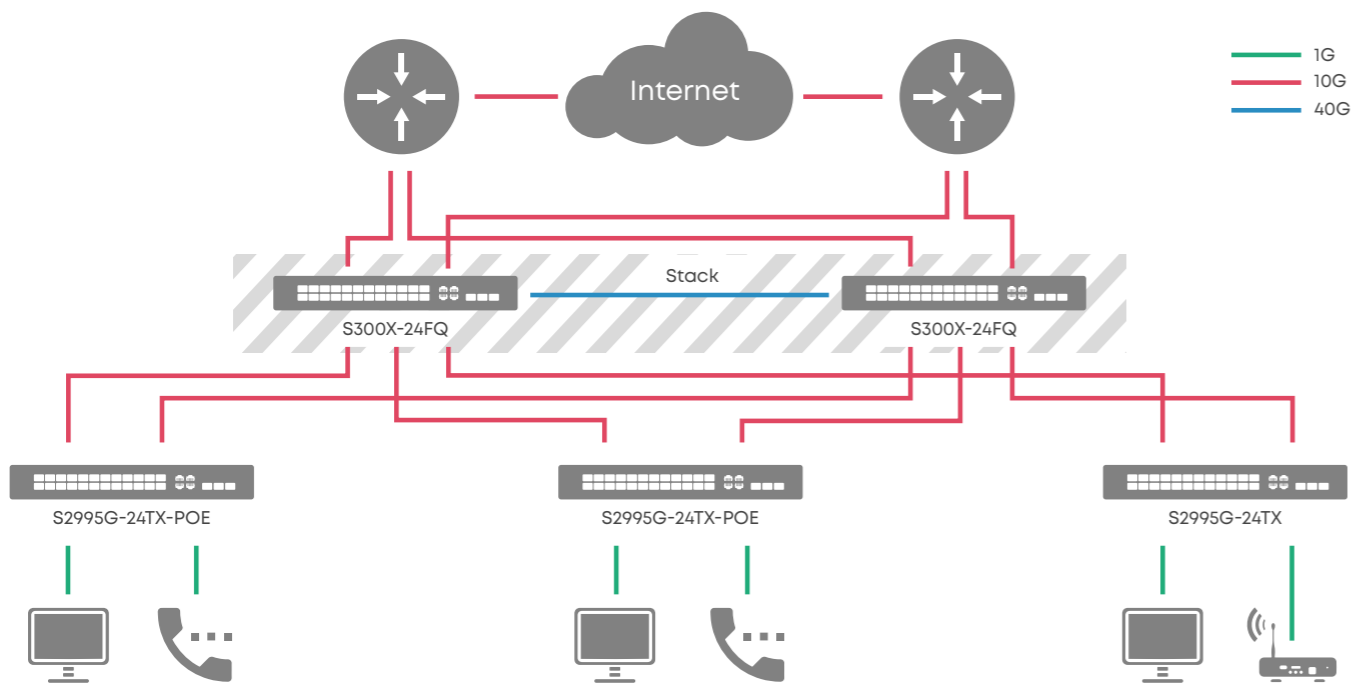 Internet
1G
10G
40G
Stack
S300X-24FQ
S300X-24FQ
S2995G-24TX-POE
S2995G-24TX-POE
S2995G-24TX